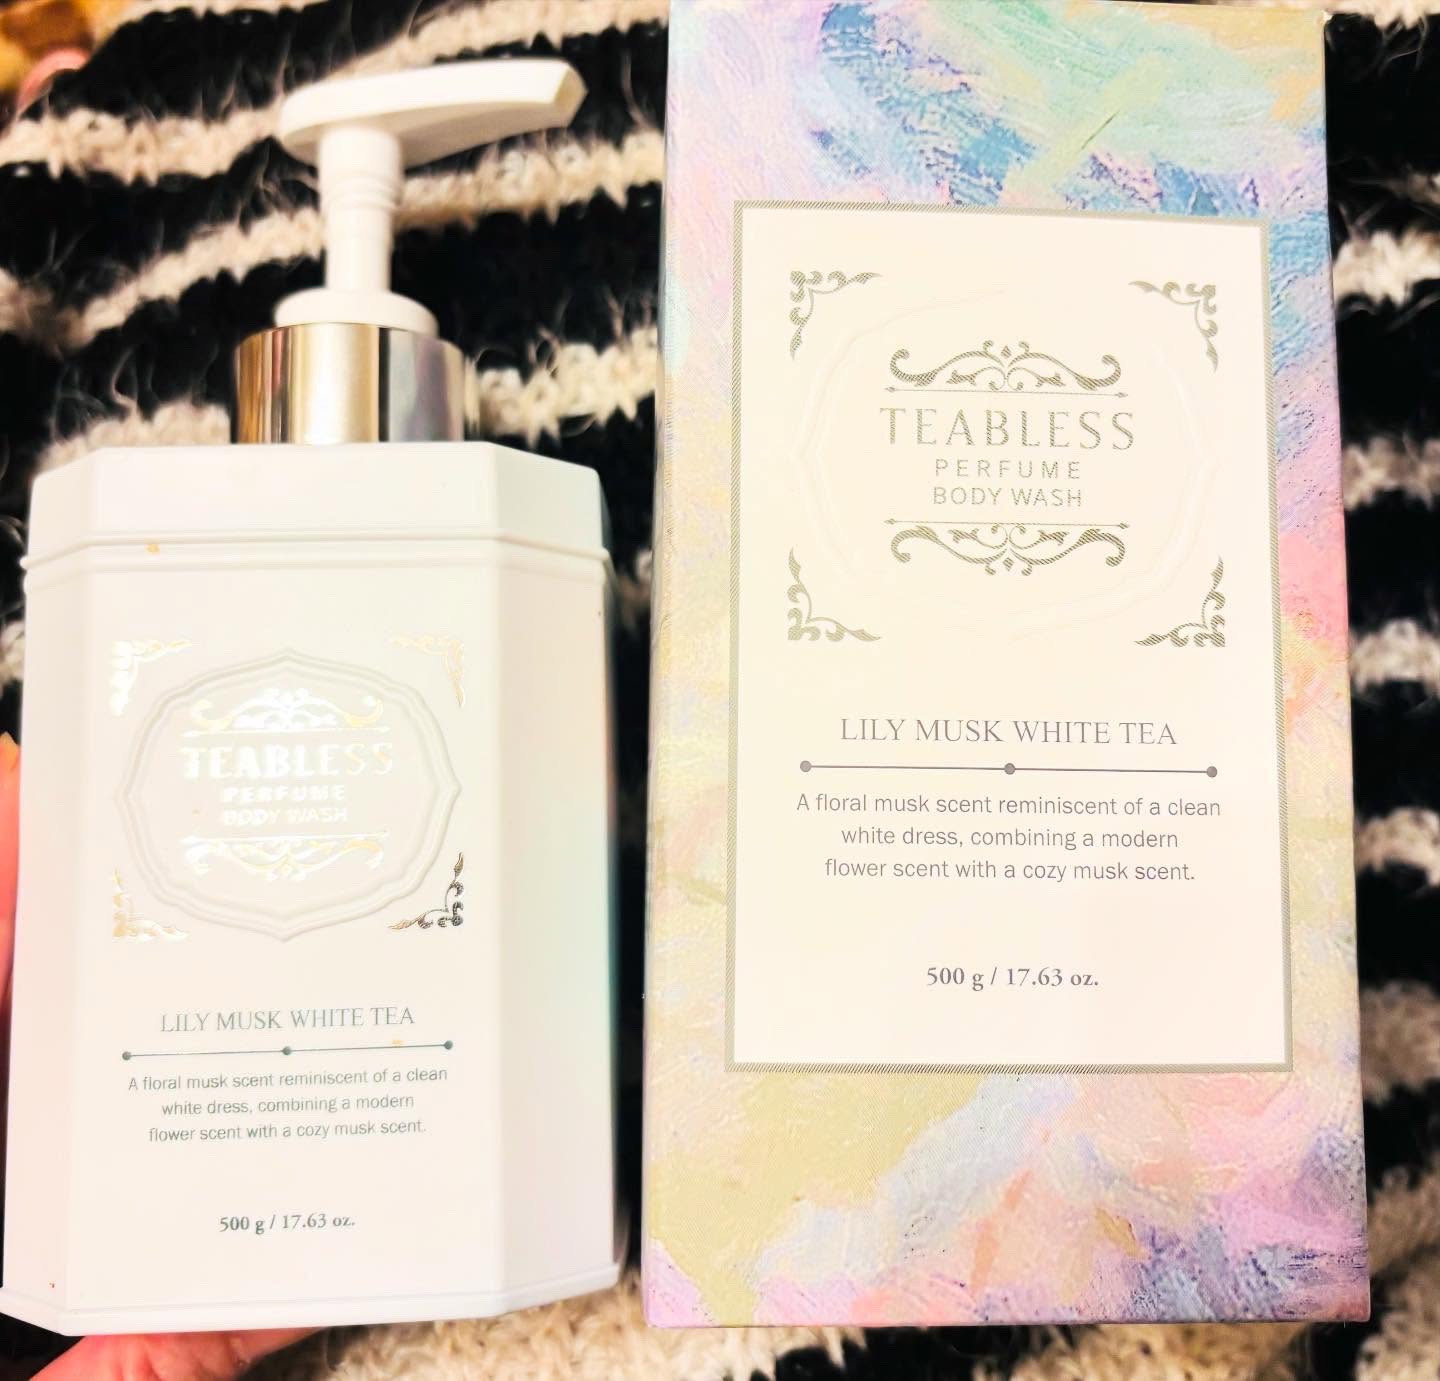 TEABLESS
PERFUME
BODY WASH
LILY MUSK WHITE TEA
A floral musk scent reminiscent of a clean
white dress, combining a modern
flower scent with a cozy musk scent.
500 g / 17.63 oz.
TEABLESS
PERFUME
BODY WASH
LILY MUSK WHITE TEA
A floral musk scent reminiscent of a clean
white dress, combining a modern
flower scent with a cozy musk scent.
500 g / 17.63 oz.